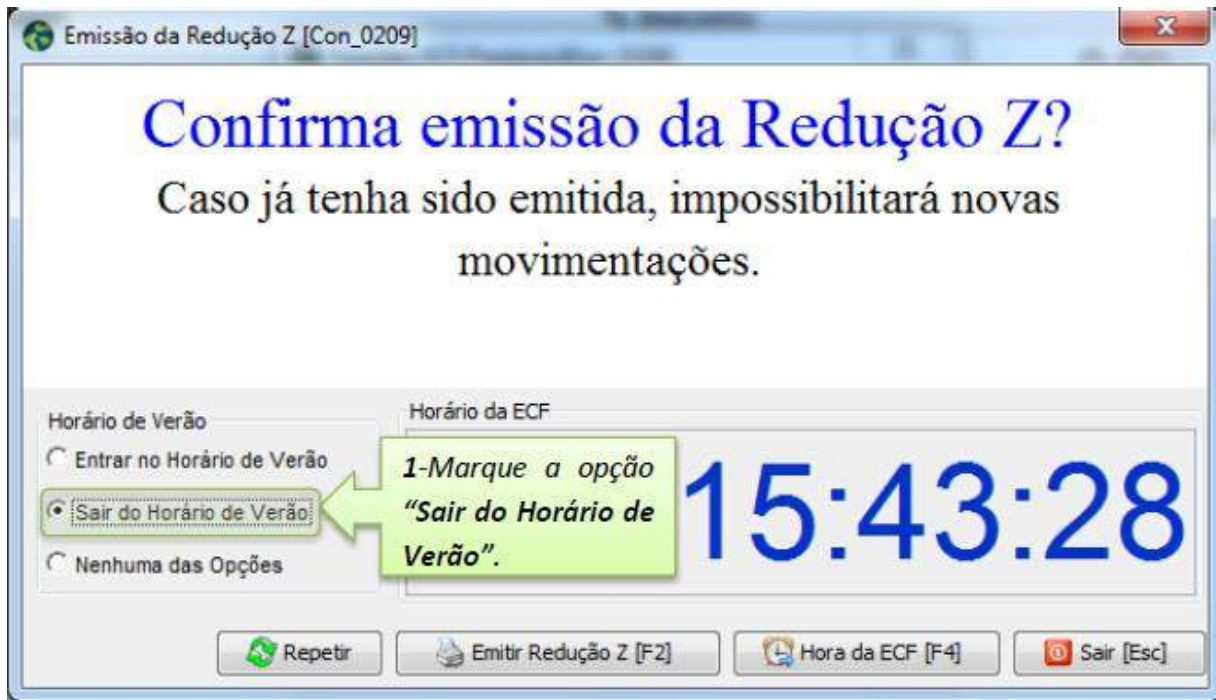 Emissão da Redução Z [Con_0209]
Confirma emissão da Redução Z?
Caso já tenha sido emitida, impossibilitará novas
movimentações.
Horário de Verão
Entrar no Horário de Verão
Sair do Horário de Verão
Nenhuma das Opções
Horário da ECF
1-Marque a opção
“Sair do Horário de
Verão”.
15:43:28
Repetir
Emitir Redução Z [F2]
Hora da ECF [F4]
Sair [Esc]